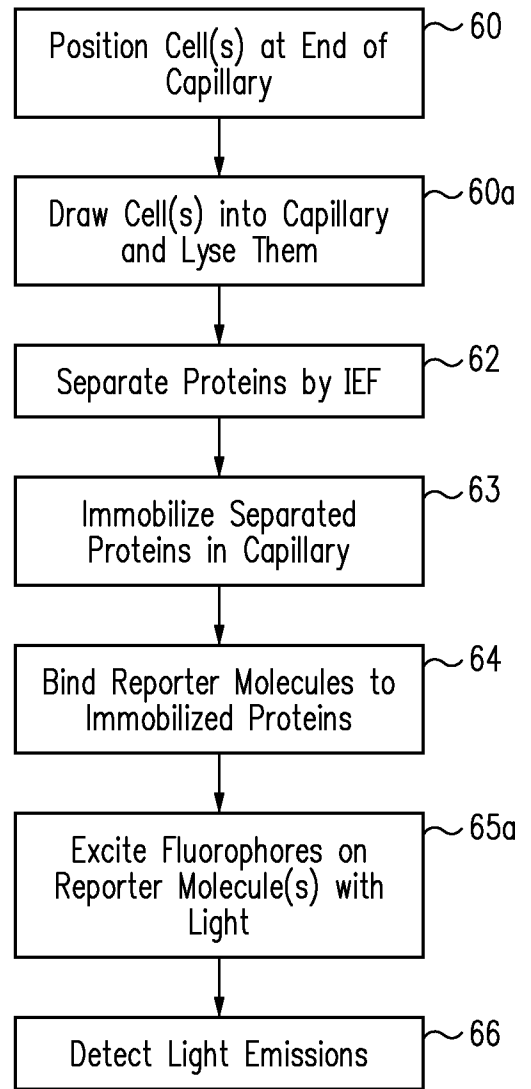 Position Cell(s) at End of
Capillary
60
Draw Cell(s) into Capillary
and Lyse Them
60a
Separate Proteins by IEF
62
Immobilize Separated
Proteins in Capillary
63
Bind Reporter Molecules to
Immobilized Proteins
64
Excite Fluorophores on
Reporter Molecule(s) with
Light
65a
Detect Light Emissions
66